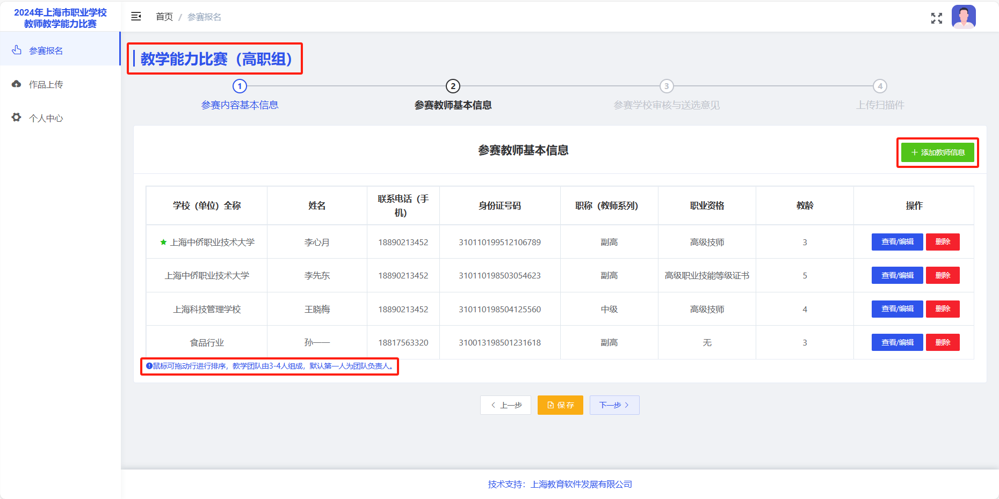 2024年上海市职业学校
教师教学能力比赛
首页 / 参赛报名
参赛报名
作品上传
个人中心
教学能力比赛（高职组）
1 2 3 4
参赛内容基本信息 参赛教师基本信息 参赛学校审核与送选意见 上传扫描件
参赛教师基本信息
添加教师信息
学校（单位）全称 姓名 联系电话（手机） 身份证号码 职称（教师系列） 职业资格 教龄 操作
上海中侨职业技术大学 李心月 18890213452 310110199512106789 副高 高级技师 3 查看/编辑 删除
上海中侨职业技术大学 李先东 18890213452 310110198503054623 副高 高级职业技能等级证书 5 查看/编辑 删除
上海科技管理学校 王晓梅 18890213452 310110198504125560 中级 高级技师 4 查看/编辑 删除
食品行业 孙一一 18817563320 310013198501231618 副高 无 3 查看/编辑 删除
鼠标可拖动行进行排序，教学团队由3-4人组成，默认第一人为团队负责人。
上一步 保存 下一步
技术支持：上海教育软件发展有限公司